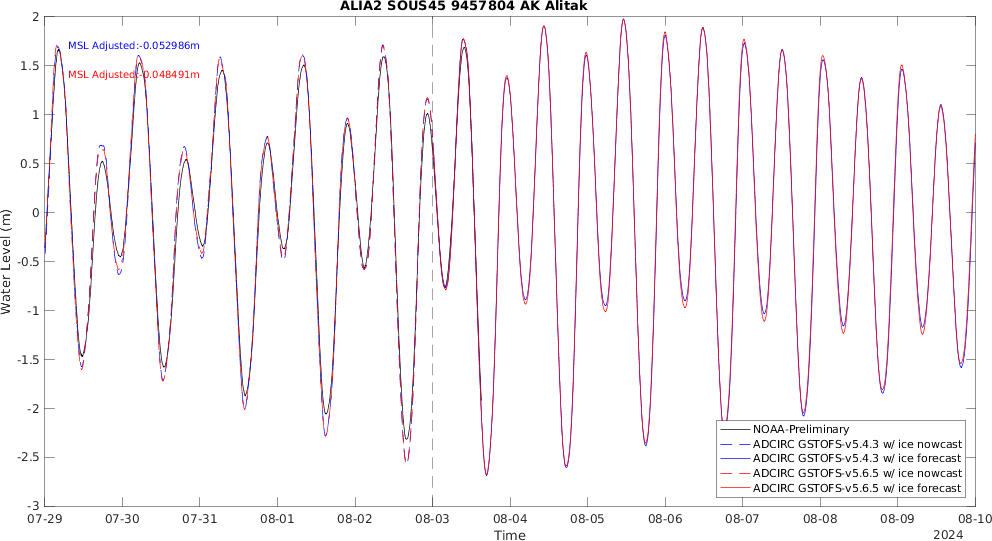 ALIA2 SOUS45 9457804 AK Alitak
2
MSL Adjusted:-0.052986m
1.5
MSL Adjusted:-0.048491m
1
0.5
0
-0.5
-1
-1.5
-2
-2.5
-3
Water Level (m)
NOAA-Preliminary
ADCIRC GSTOFS-v5.4.3 w/ ice nowcast
ADCIRC GSTOFS-v5.4.3 w/ ice forecast
ADCIRC GSTOFS-v5.6.5 w/ ice nowcast
ADCIRC GSTOFS-v5.6.5 w/ ice forecast
07-29 07-30 07-31 08-01 08-02 08-03 08-04 08-05 08-06 08-07 08-08 08-09 08-10
Time
2024